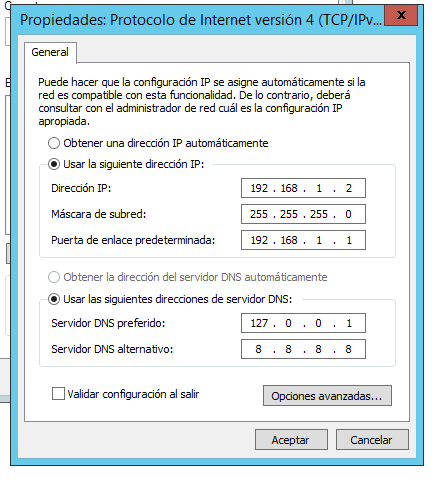 Propiedades: Protocolo de Internet versión 4 (TCP/IPv...
General
Puede hacer que la configuración IP se asigne automáticamente si la
red es compatible con esta funcionalidad. De lo contrario, deberá
consultar con el administrador de red cuál es la configuración IP
apropiada.
Obtener una dirección IP automáticamente
Usar la siguiente dirección IP:
Dirección IP: 192 . 168 . 1 . 2
Máscara de subred: 255 . 255 . 255 . 0
Puerta de enlace predeterminada: 192 . 168 . 1 . 1
Obtener la dirección del servidor DNS automáticamente
Usar las siguientes direcciones de servidor DNS:
Servidor DNS preferido: 127 . 0 . 0 . 1
Servidor DNS alternativo: 8 . 8 . 8 . 8
Validar configuración al salir
Opciones avanzadas...
Aceptar Cancelar